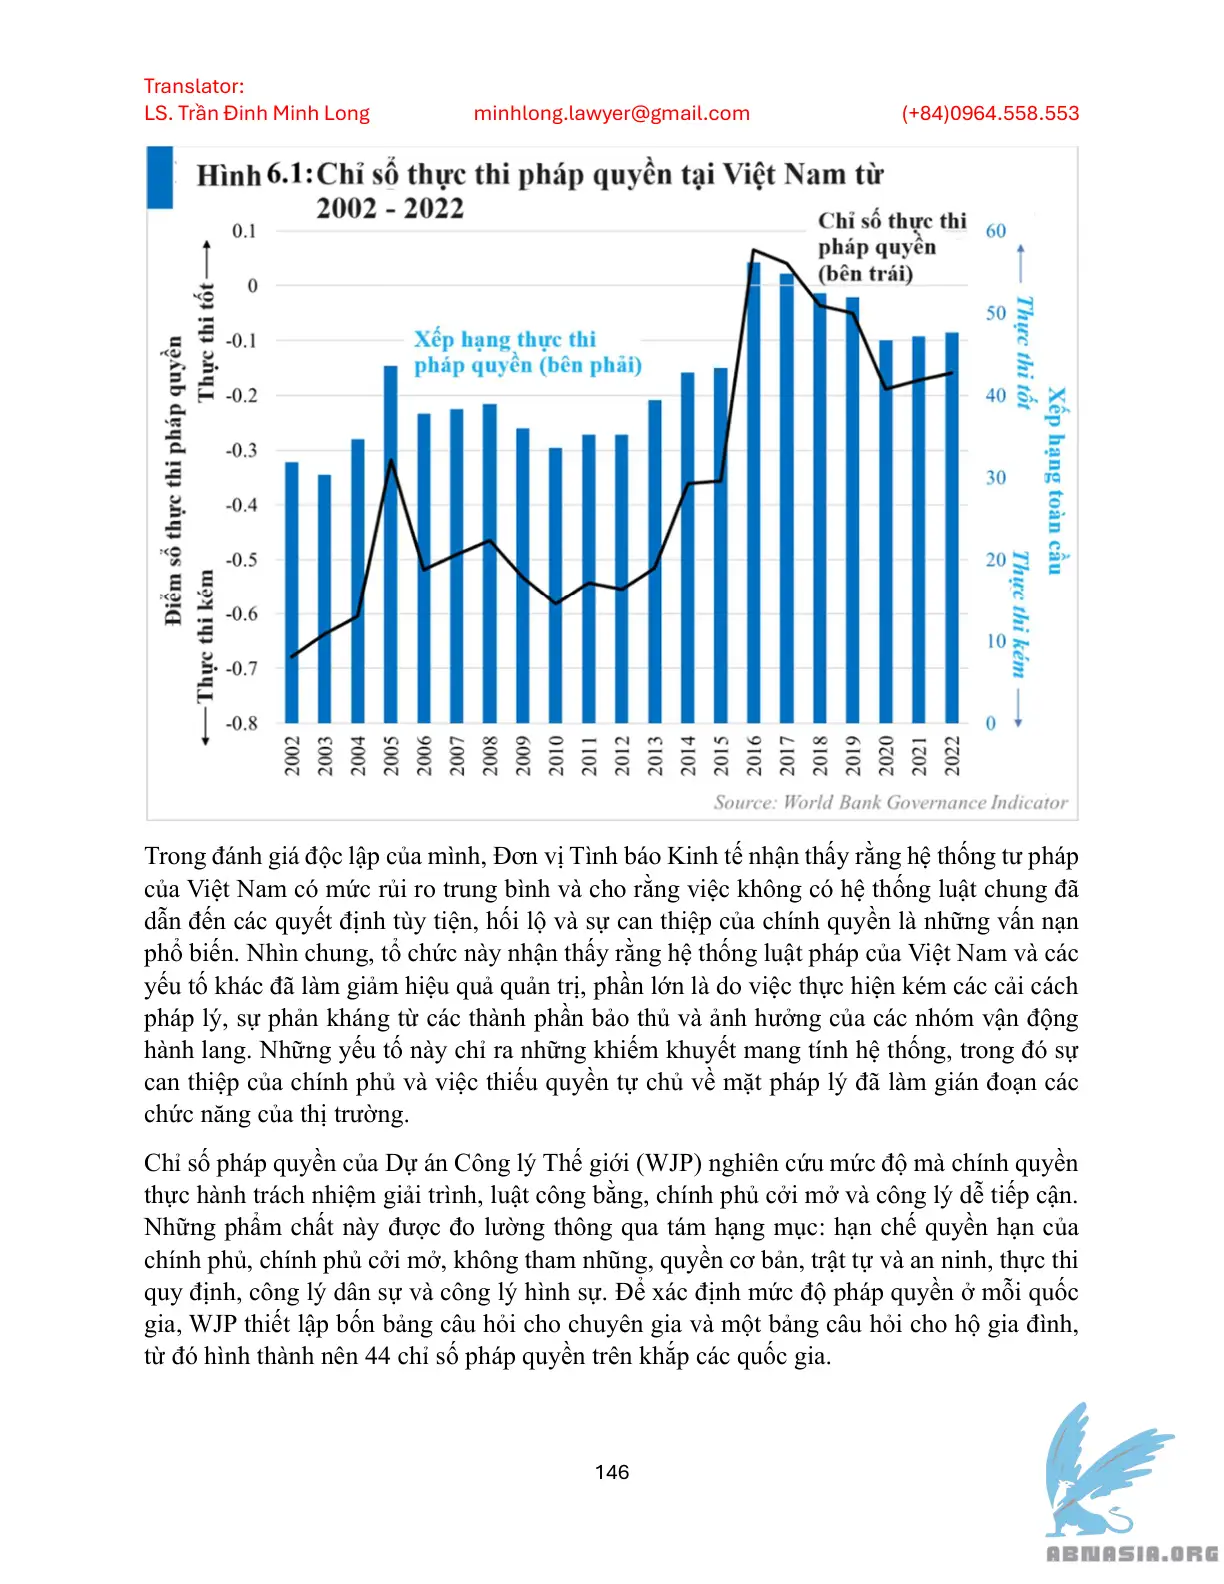 Translator:
LS. Trần Đinh Minh Long minhlong.lawyer@gmail.com (+84)0964.558.553
Hình 6.1: Chỉ số thực thi pháp quyền tại Việt Nam từ
2002 - 2022
Chỉ số thực thi
pháp quyền
(bên trái)
Xếp hạng thực thi
pháp quyền (bên phải)
Điểm số thực thi pháp quyền
Thực thi tốt
Thực thi kém
0.1
0
-0.1
-0.2
-0.3
-0.4
-0.5
-0.6
-0.7
-0.8
60
50
40
30
20
10
0
Thực thi tốt
Thực thi kém
Xếp hạng toàn cầu
2002 2003 2004 2005 2006 2007 2008 2009 2010 2011 2012 2013 2014 2015 2016 2017 2018 2019 2020 2021 2022
Source: World Bank Governance Indicator
Trong đánh giá độc lập của mình, Đơn vị Tình báo Kinh tế nhận thấy rằng hệ thống tư pháp
của Việt Nam có mức rủi ro trung bình và cho rằng việc không có hệ thống luật chung đã
dẫn đến các quyết định tùy tiện, hối lộ và sự can thiệp của chính quyền là những vấn nạn
phổ biến. Nhìn chung, tổ chức này nhận thấy rằng hệ thống luật pháp của Việt Nam và các
yếu tố khác đã làm giảm hiệu quả quản trị, phần lớn là do việc thực hiện kém các cải cách
pháp lý, sự phản kháng từ các thành phần bảo thủ và ảnh hưởng của các nhóm vận động
hành lang. Những yếu tố này chỉ ra những khiếm khuyết mang tính hệ thống, trong đó sự
can thiệp của chính phủ và việc thiếu quyền tự chủ về mặt pháp lý đã làm gián đoạn các
chức năng của thị trường.
Chỉ số pháp quyền của Dự án Công lý Thế giới (WJP) nghiên cứu mức độ mà chính quyền
thực hành trách nhiệm giải trình, luật công bằng, chính phủ cởi mở và công lý dễ tiếp cận.
Những phẩm chất này được đo lường thông qua tám hạng mục: hạn chế quyền hạn của
chính phủ, chính phủ cởi mở, không tham nhũng, quyền cơ bản, trật tự và an ninh, thực thi
quy định, công lý dân sự và công lý hình sự. Để xác định mức độ pháp quyền ở mỗi quốc
gia, WJP thiết lập bốn bảng câu hỏi cho chuyên gia và một bảng câu hỏi cho hộ gia đình,
từ đó hình thành nên 44 chỉ số pháp quyền trên khắp các quốc gia.
146
ABNASIA.ORG